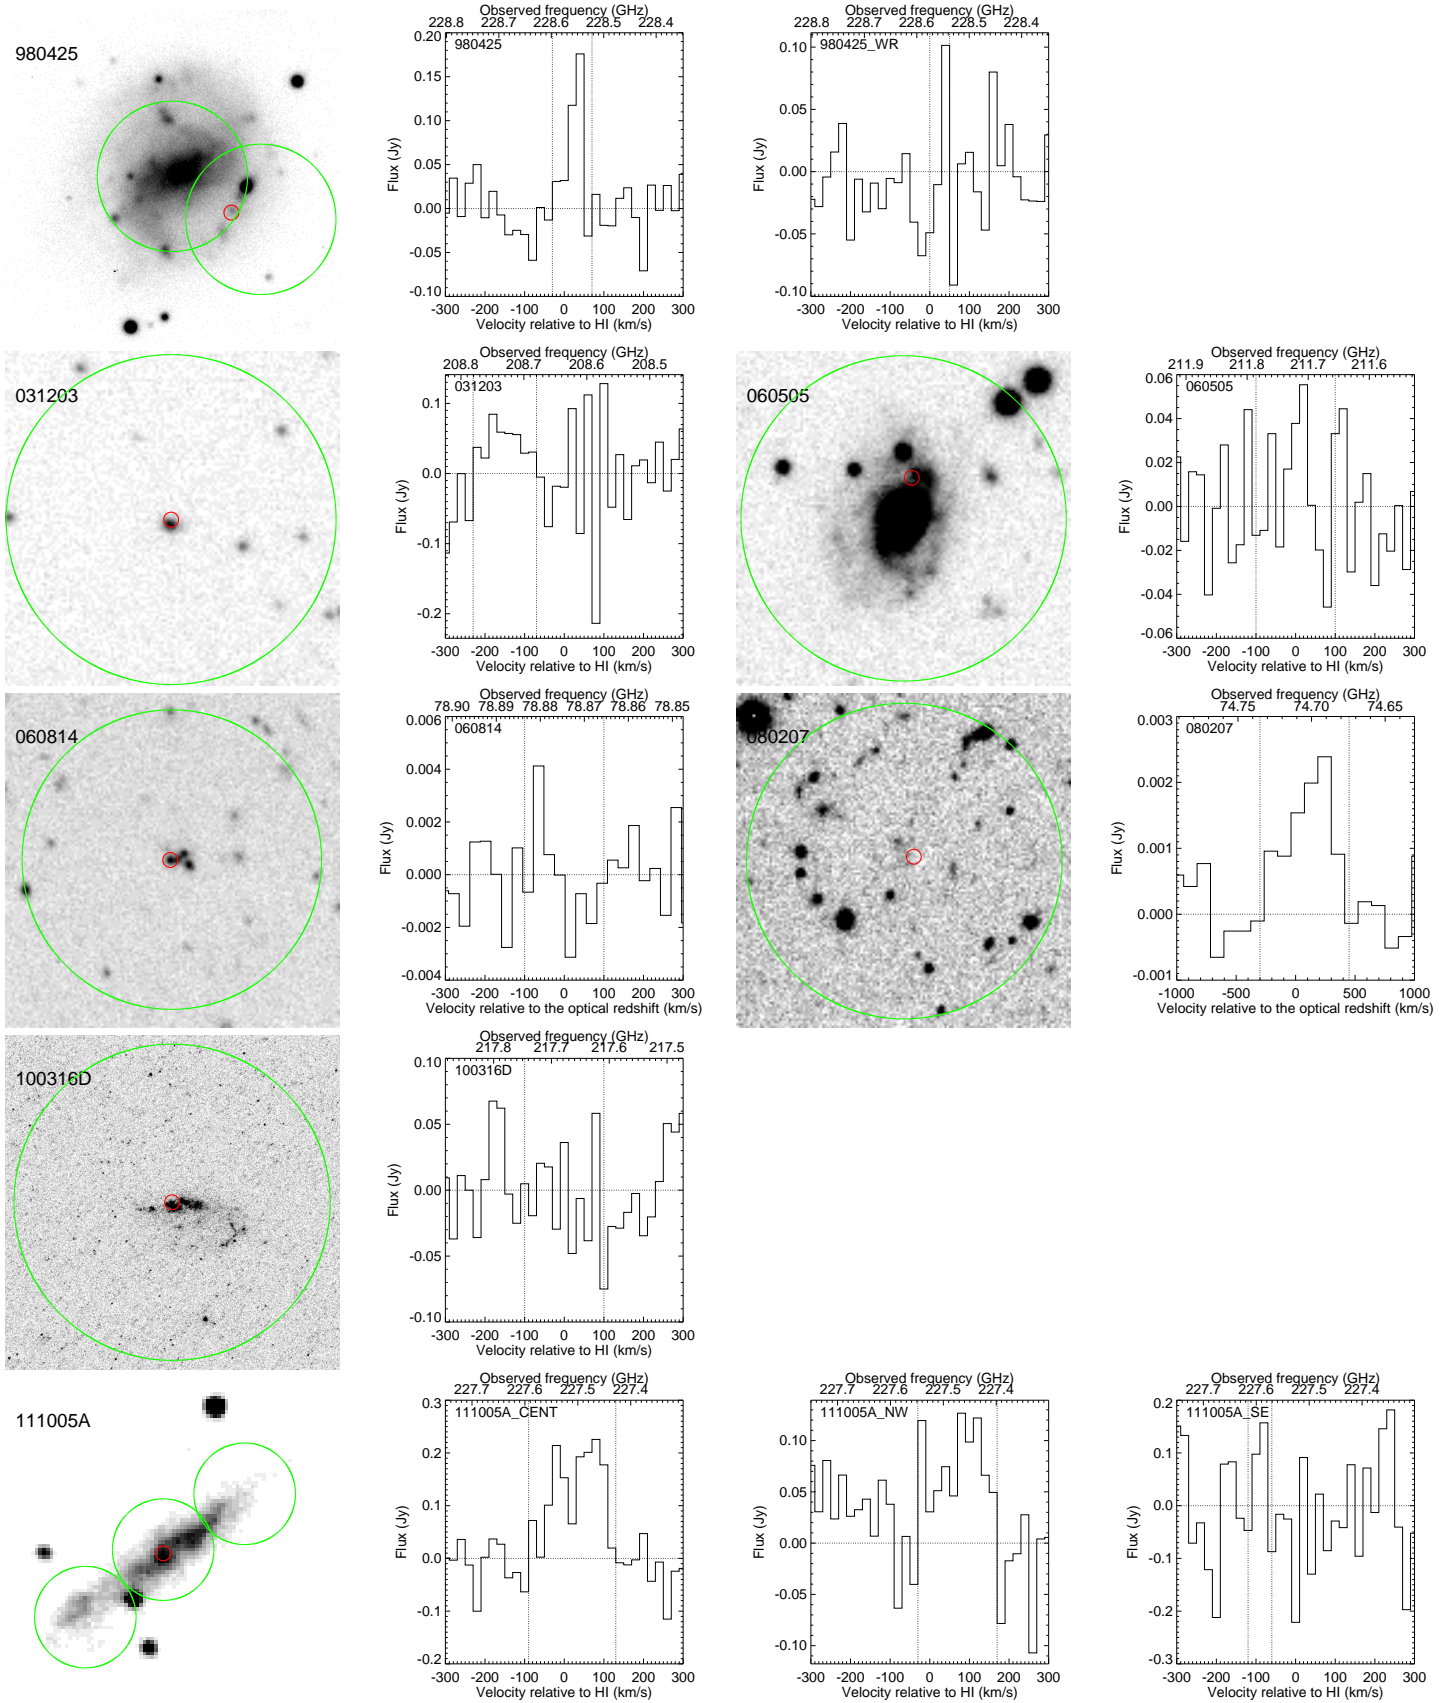 980425
Observed frequency (GHz)
228.8 228.7 228.6 228.5 228.4
980425
0.20
0.15
0.10
0.05
0.00
-0.05
-0.10
Flux (Jy)
-300 -200 -100 0 100 200 300
Velocity relative to HI (km/s)
Observed frequency (GHz)
228.8 228.7 228.6 228.5 228.4
980425_WR
0.10
0.05
0.00
-0.05
-0.10
Flux (Jy)
-300 -200 -100 0 100 200 300
Velocity relative to HI (km/s)
031203
Observed frequency (GHz)
208.8 208.7 208.6 208.5
031203
0.1
0.0
-0.1
-0.2
Flux (Jy)
-300 -200 -100 0 100 200 300
Velocity relative to HI (km/s)
060505
Observed frequency (GHz)
211.9 211.8 211.7 211.6
060505
0.06
0.04
0.02
0.00
-0.02
-0.04
-0.06
Flux (Jy)
-300 -200 -100 0 100 200 300
Velocity relative to HI (km/s)
060814
Observed frequency (GHz)
78.90 78.89 78.88 78.87 78.86 78.85
060814
0.006
0.004
0.002
0.000
-0.002
-0.004
Flux (Jy)
-300 -200 -100 0 100 200 300
Velocity relative to the optical redshift (km/s)
080207
Observed frequency (GHz)
74.75 74.70 74.65
080207
0.003
0.002
0.001
0.000
-0.001
Flux (Jy)
-1000 -500 0 500 1000
Velocity relative to the optical redshift (km/s)
100316D
Observed frequency (GHz)
217.8 217.7 217.6 217.5
100316D
0.10
0.05
0.00
-0.05
-0.10
Flux (Jy)
-300 -200 -100 0 100 200 300
Velocity relative to HI (km/s)
111005A
Observed frequency (GHz)
227.7 227.6 227.5 227.4
111005A_CENT
0.3
0.2
0.1
0.0
-0.1
-0.2
Flux (Jy)
-300 -200 -100 0 100 200 300
Velocity relative to HI (km/s)
Observed frequency (GHz)
227.7 227.6 227.5 227.4
111005A_NW
0.10
0.05
0.00
-0.05
-0.10
Flux (Jy)
-300 -200 -100 0 100 200 300
Velocity relative to HI (km/s)
Observed frequency (GHz)
227.7 227.6 227.5 227.4
111005A_SE
0.2
0.1
0.0
-0.1
-0.2
-0.3
Flux (Jy)
-300 -200 -100 0 100 200 300
Velocity relative to HI (km/s)